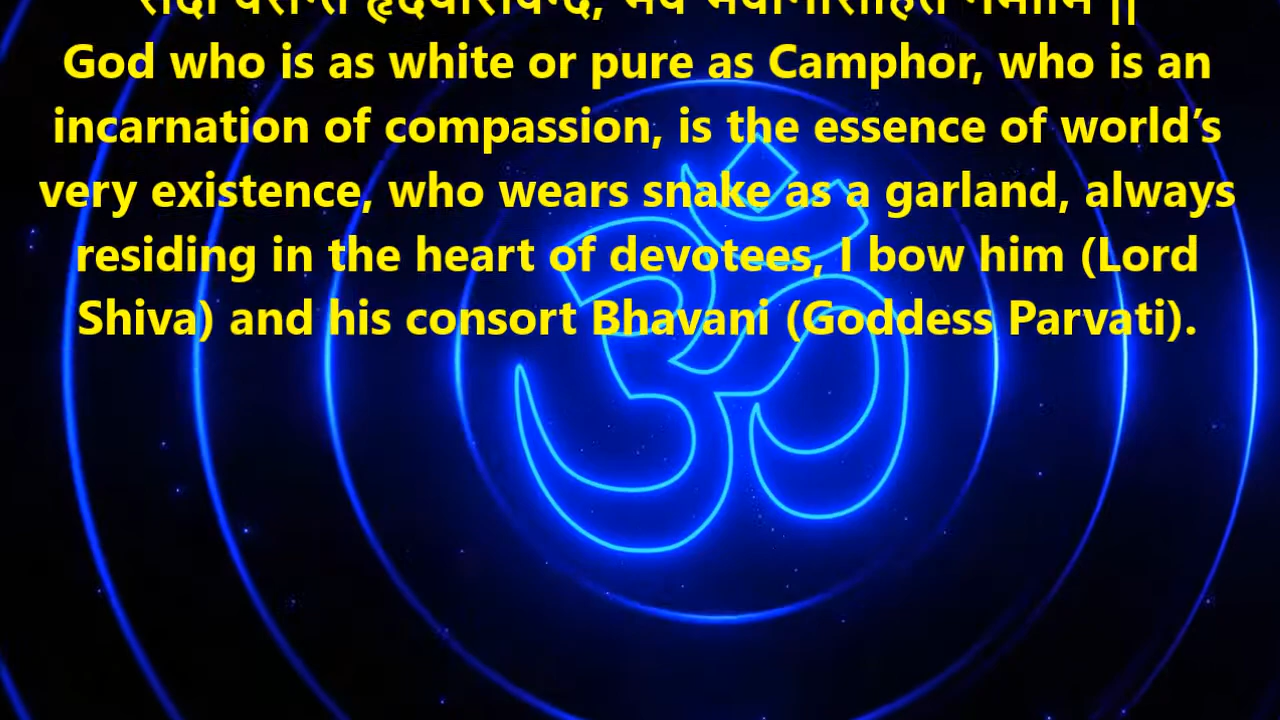 God who is as white or pure as Camphor, who is an
incarnation of compassion, is the essence of world’s
very existence, who wears snake as a garland, always
residing in the heart of devotees, I bow him (Lord
Shiva) and his consort Bhavani (Goddess Parvati).
ॐ